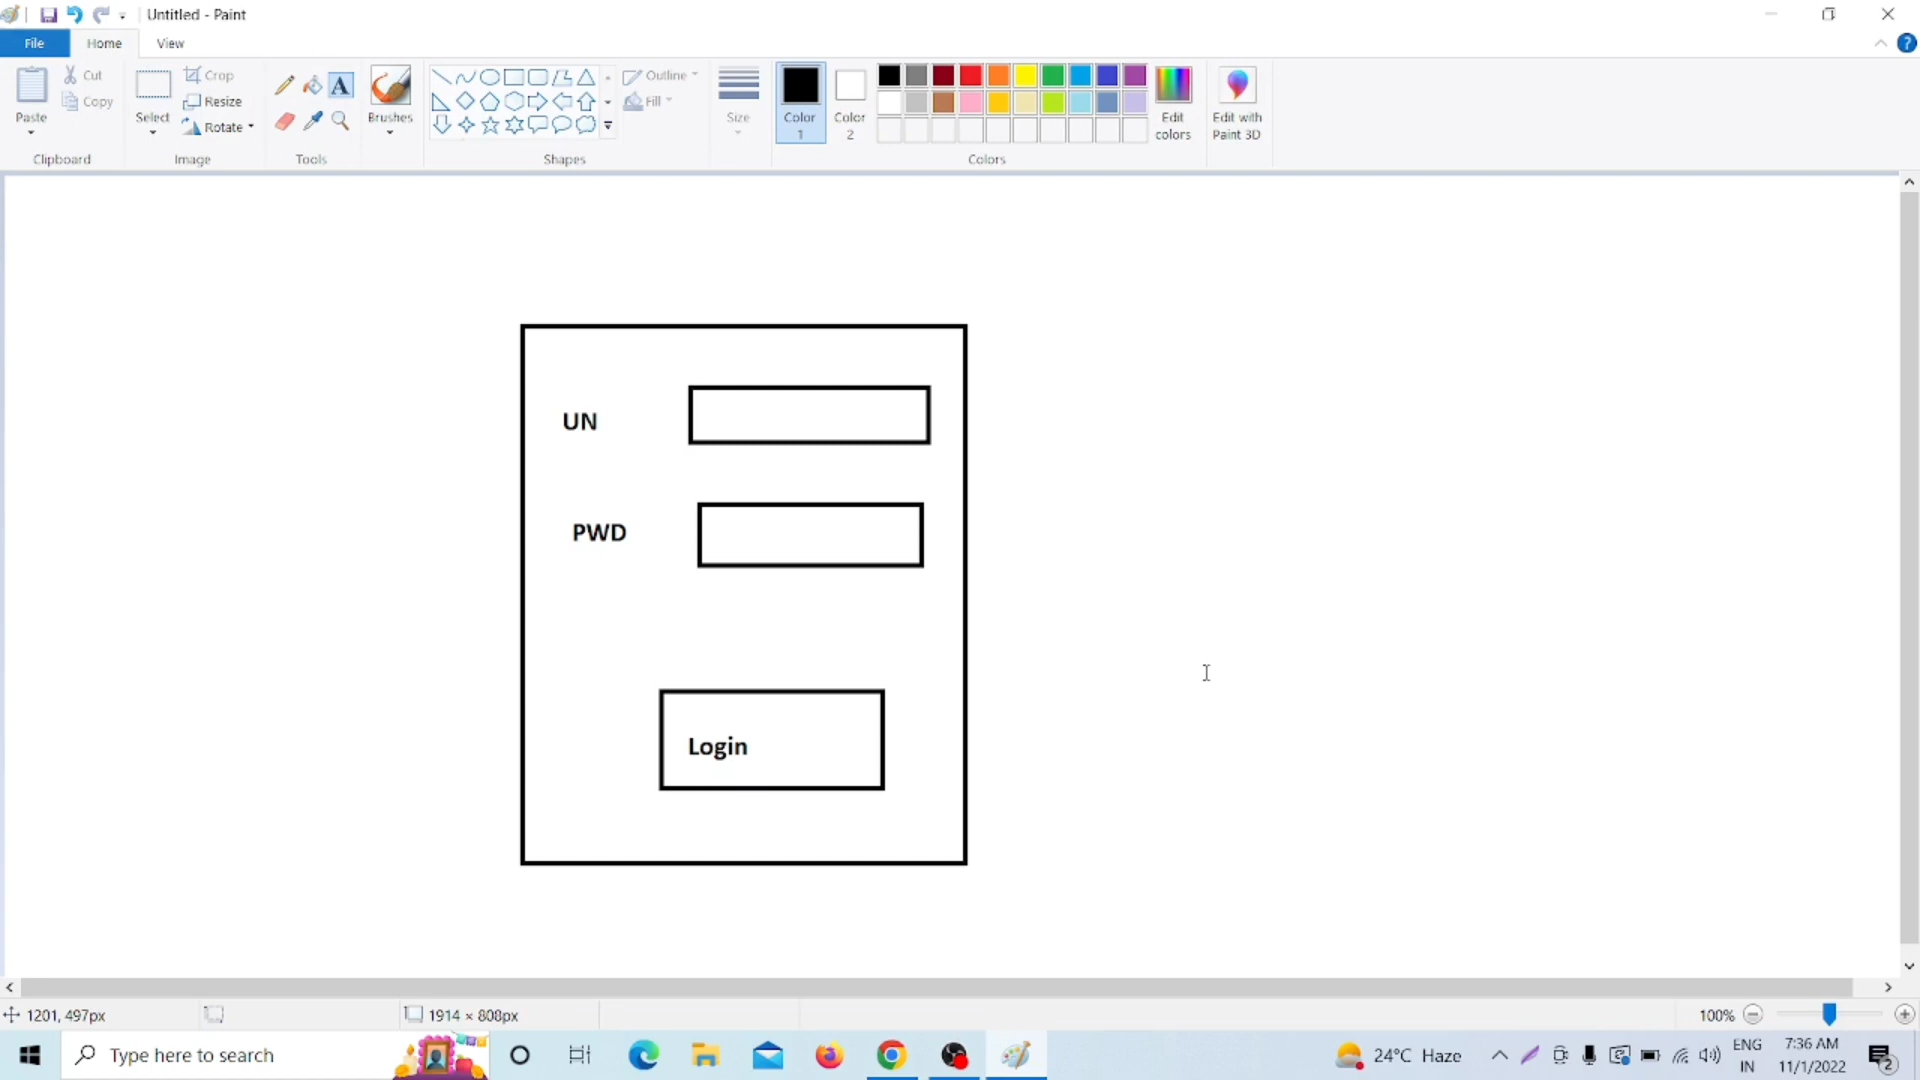 Untitled - Paint
File Home View
Paste Cut Copy Clipboard
Select Crop Resize Rotate Image
Tools
Brushes
Shapes
Outline Fill
Size
Color 1
Color 2
Colors
Edit colors
Edit with Paint 3D
UN
PWD
Login
1201, 497px
1914 × 808px
100%
Type here to search
24°C Haze
ENG
IN
7:36 AM
11/1/2022
2